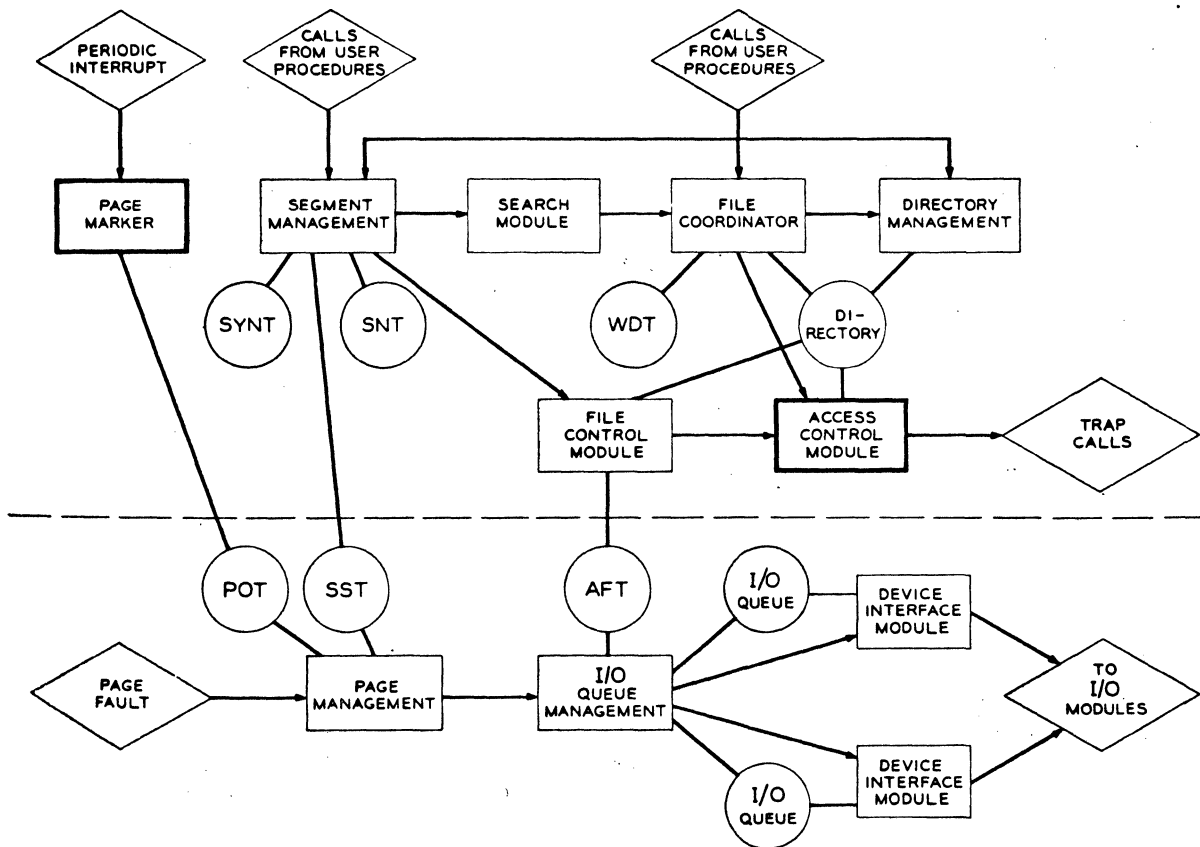 PERIODIC
INTERRUPT
CALLS
FROM USER
PROCEDURES
CALLS
FROM USER
PROCEDURES
PAGE
MARKER
SEGMENT
MANAGEMENT
SEARCH
MODULE
FILE
COORDINATOR
DIRECTORY
MANAGEMENT
SYNT
SNT
WDT
DI-
RECTORY
FILE
CONTROL
MODULE
ACCESS
CONTROL
MODULE
TRAP
CALLS
POT
SST
AFT
I/O
QUEUE
DEVICE
INTERFACE
MODULE
PAGE
FAULT
PAGE
MANAGEMENT
I/O
QUEUE
MANAGEMENT
TO
I/O
MODULES
I/O
QUEUE
DEVICE
INTERFACE
MODULE